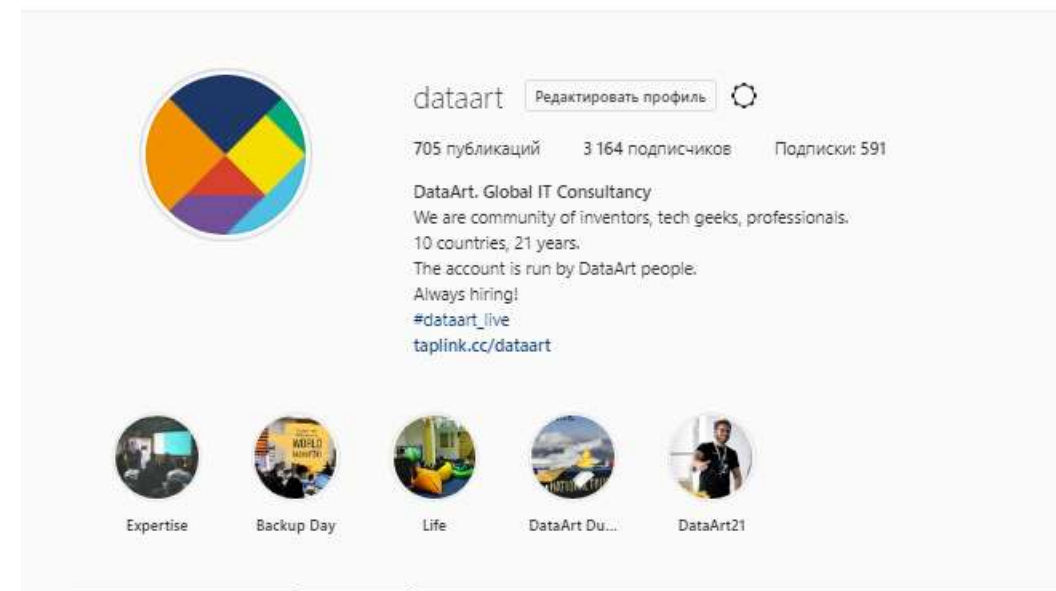 dataart Редактировать профиль
705 публикаций 3 164 подписчиков Подписки: 591
DataArt. Global IT Consultancy
We are community of inventors, tech geeks, professionals.
10 countries, 21 years.
The account is run by DataArt people.
Always hiring!
#dataart_live
taplink.cc/dataart
WORLD
Expertise Backup Day Life DataArt Du... DataArt21